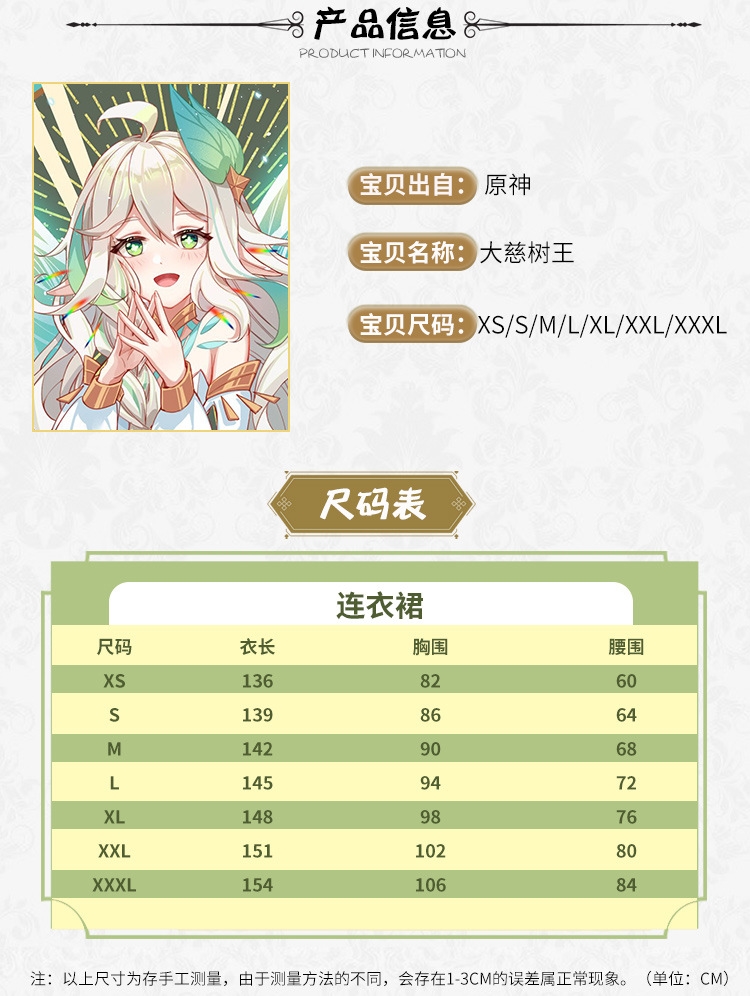 产品信息
PRODUCT INFORMATION
宝贝出自：原神
宝贝名称：大慈树王
宝贝尺码：XS/S/M/L/XL/XXL/XXXL
尺码表
连衣裙
尺码 衣长 胸围 腰围
XS 136 82 60
S 139 86 64
M 142 90 68
L 145 94 72
XL 148 98 76
XXL 151 102 80
XXXL 154 106 84
注：以上尺寸为存手工测量，由于测量方法的不同，会存在1-3CM的误差属正常现象。（单位：CM）